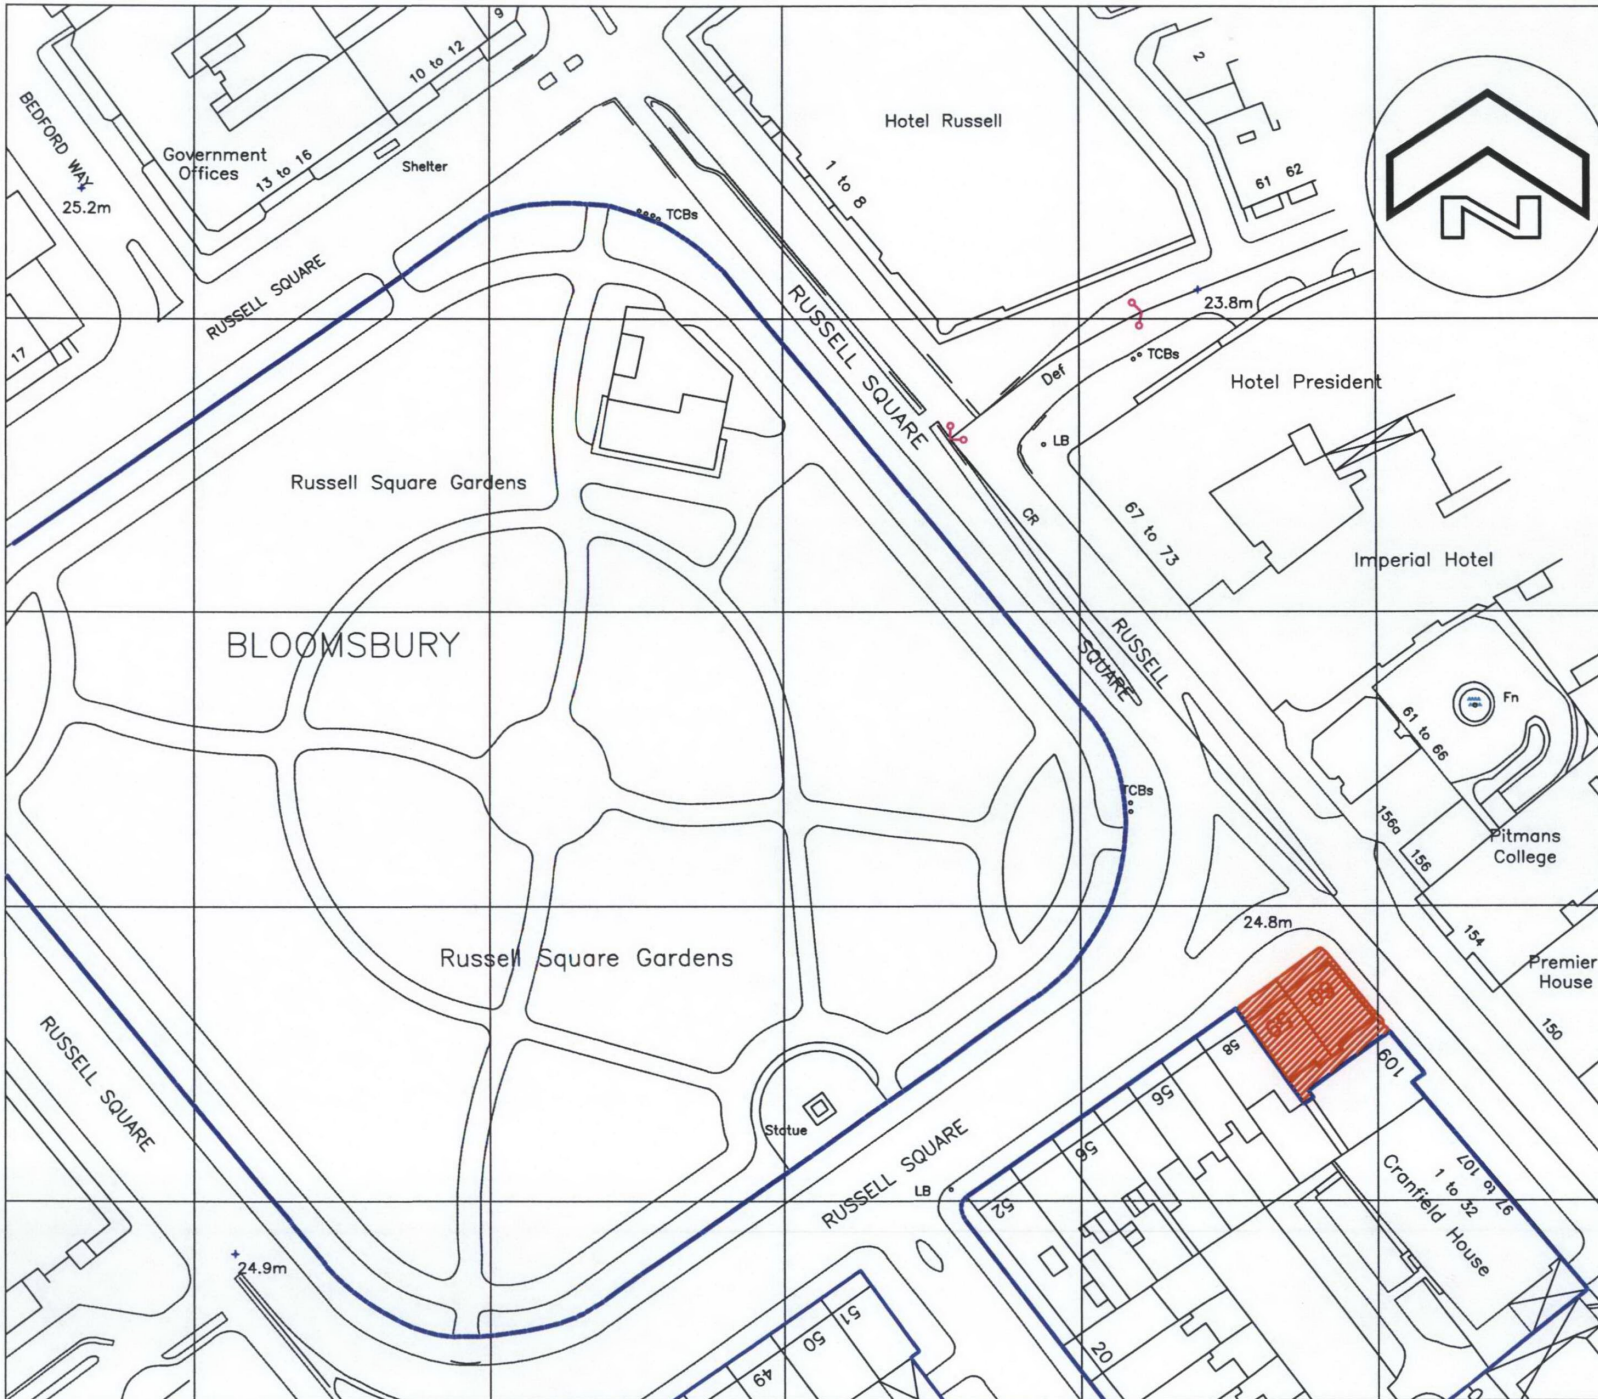 9
10 to 12
2
BEDFORD WAY
Hotel Russell
Government
Offices
13 to 16
Shelter
1 to 8
61
62
25.2m
TCBs
N
RUSSELL SQUARE
RUSSELL SQUARE
23.8m
17
TCBs
Def
Hotel President
LB
Russell Square Gardens
CR
67 to 73
Imperial Hotel
BLOOMSBURY
RUSSELL
SQUARE
Fn
61 to 66
TCBs
156a
156
Pitmans
College
24.8m
154
Premier
House
Russell Square Gardens
60
59
150
RUSSELL SQUARE
58
109
56
Statue
56
RUSSELL SQUARE
LB
52
97 to 107
1 to 32
Cranfield House
24.9m
51
50
20
49